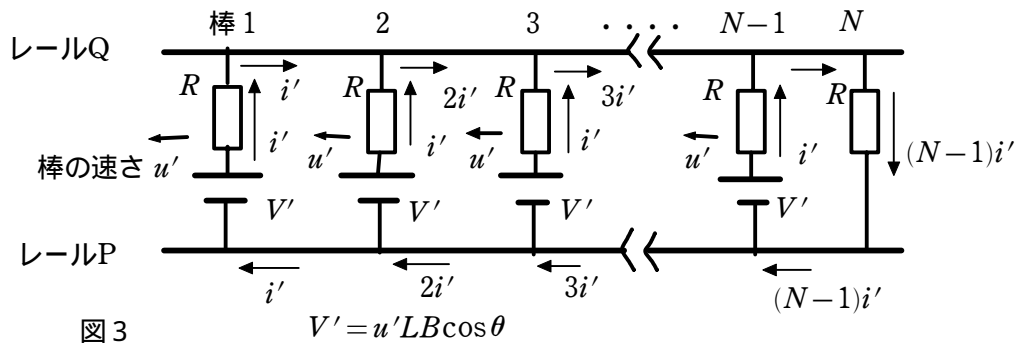 棒 1 2 3 ・・・・ N−1 N
レールQ
R i′ R 2i′ R 3i′ R R
i′ i′ i′ i′ (N−1)i′
u′ u′ u′ u′
棒の速さ
V′ V′ V′ V′
レールP
i′ 2i′ 3i′ (N−1)i′
図3 V′=u′LBcosθ